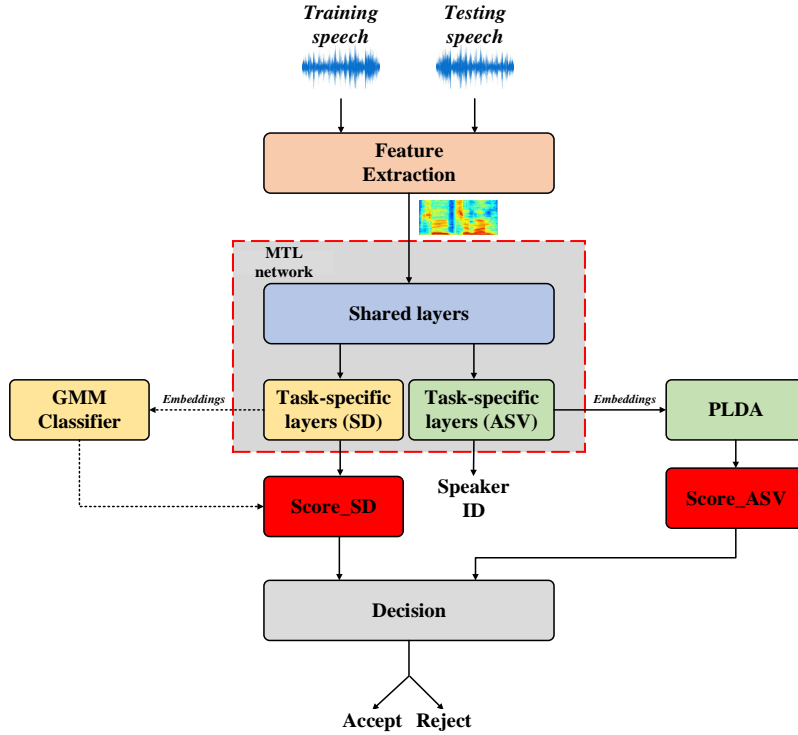 Training
speech
Testing
speech
Feature
Extraction
MTL
network
Shared layers
GMM
Classifier
Embeddings
Task-specific
layers (SD)
Task-specific
layers (ASV)
Embeddings
PLDA
Score_SD
Speaker
ID
Score_ASV
Decision
Accept
Reject